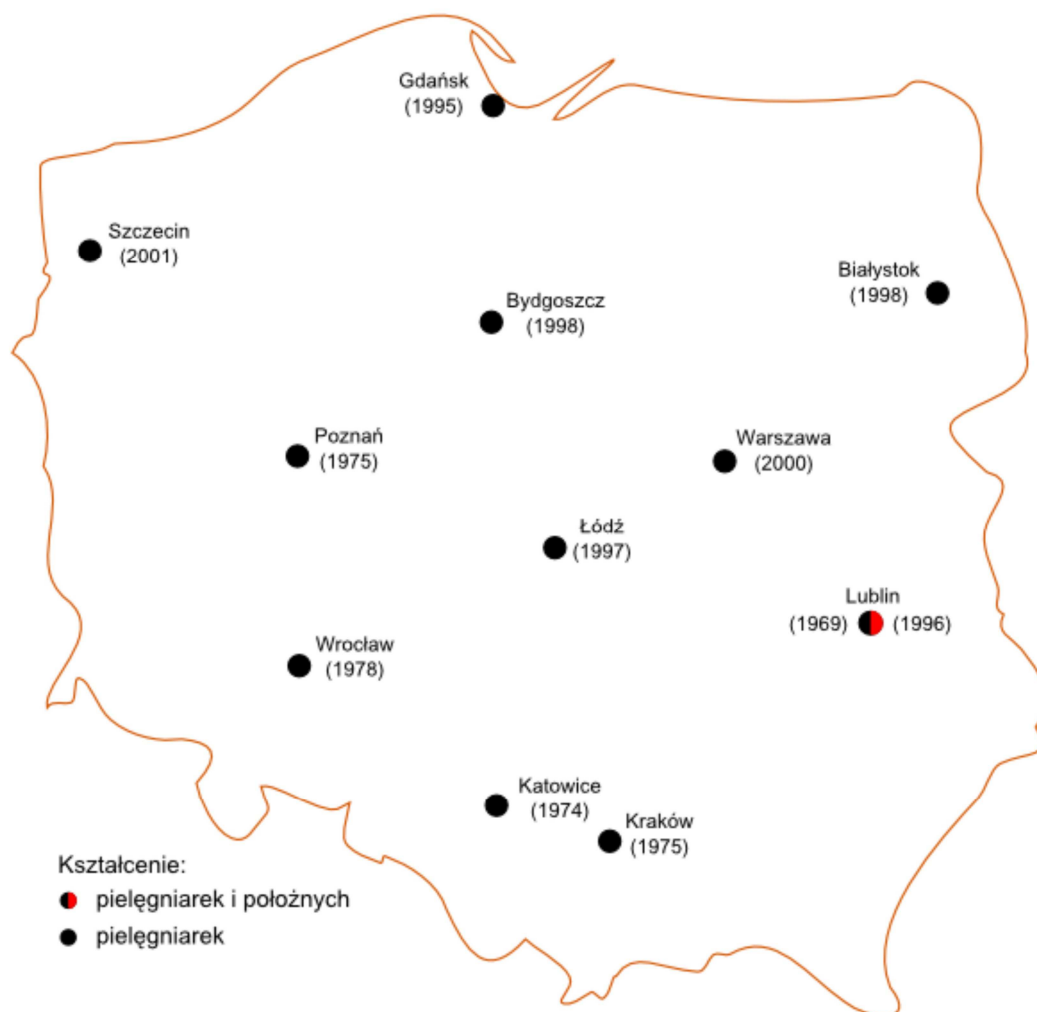 Gdańsk
(1995)
Szczecin
(2001)
Białystok
(1998)
Bydgoszcz
(1998)
Poznań
(1975)
Warszawa
(2000)
Łódź
(1997)
Lublin
(1969) (1996)
Wrocław
(1978)
Katowice
(1974)
Kraków
(1975)
Kształcenie:
pielęgniarek i położnych
pielęgniarek